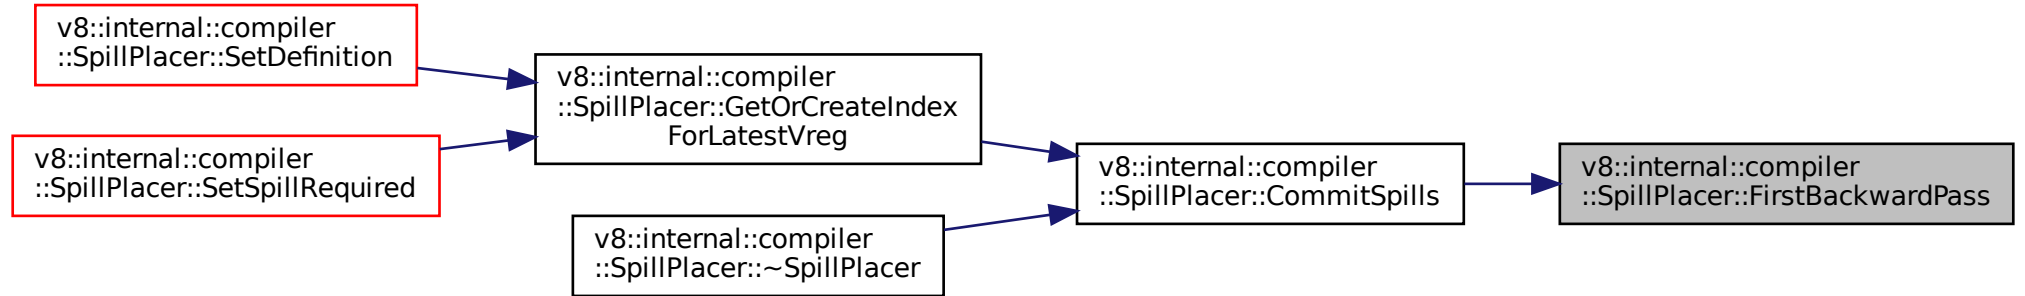 v8::internal::compiler
::SpillPlacer::SetDefinition
v8::internal::compiler
::SpillPlacer::SetSpillRequired
v8::internal::compiler
::SpillPlacer::GetOrCreateIndex
ForLatestVreg
v8::internal::compiler
::SpillPlacer::~SpillPlacer
v8::internal::compiler
::SpillPlacer::CommitSpills
v8::internal::compiler
::SpillPlacer::FirstBackwardPass